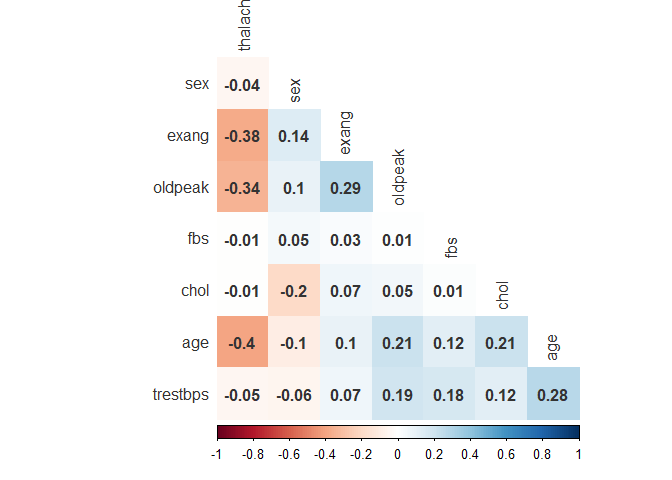 thalach
sex -0.04 sex
exang -0.38 0.14 exang
oldpeak -0.34 0.1 0.29 oldpeak
fbs -0.01 0.05 0.03 0.01 fbs
chol -0.01 -0.2 0.07 0.05 0.01 chol
age -0.4 -0.1 0.1 0.21 0.12 0.21 age
trestbps -0.05 -0.06 0.07 0.19 0.18 0.12 0.28
-1 -0.8 -0.6 -0.4 -0.2 0 0.2 0.4 0.6 0.8 1